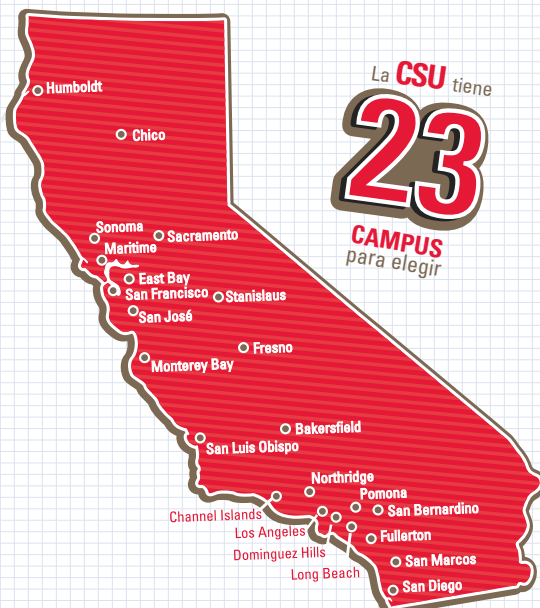 La CSU tiene
23
CAMPUS
para elegir
Humboldt
Chico
Sonoma
Sacramento
Maritime
East Bay
San Francisco
Stanislaus
San José
Fresno
Monterey Bay
Bakersfield
San Luis Obispo
Northridge
Pomona
Channel Islands
San Bernardino
Los Angeles
Fullerton
Dominguez Hills
San Marcos
Long Beach
San Diego